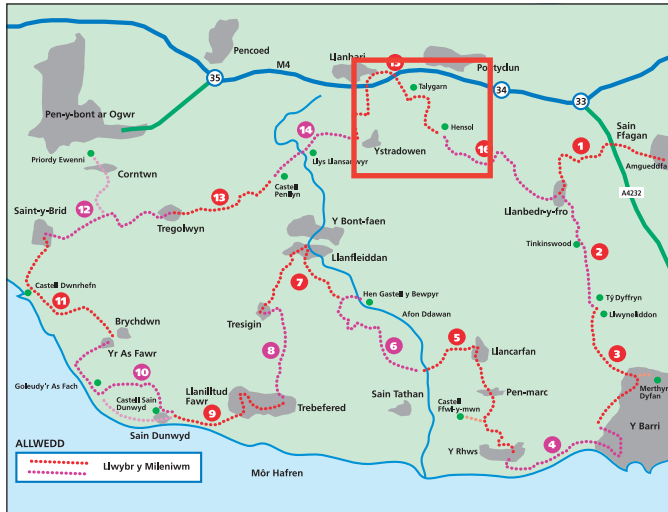 Pencoed
35
M4
Llanhari
15
Pontyclun
Talygarn
34
33
Pen-y-bont ar Ogwr
Sain
Ffagan
1
Amgueddfa
14
Hensol
16
Priordy Ewenni
Llys Llansanwyr
Ystradowen
Corntwn
Castell
Penllyn
13
A4232
12
Llanbedr-y-fro
Saint-y-Brid
Tregolwyn
Y Bont-faen
2
Tinkinswood
Llanfleiddan
7
Castell Dwnrhefn
11
Hen Gastell y Bewpyr
Tŷ Dyffryn
Llwyneliddon
Afon Ddawan
Tresigin
Brychdwn
5
6
8
Yr As Fawr
Llancarfan
3
10
Goleudy'r As Fach
Llanilltud
Fawr
Pen-marc
Merthyr
Dyfan
Castell Sain
Dunwyd
Trebefered
Sain Tathan
Castell
Ffwl-y-mwn
9
Y Barri
Sain Dunwyd
4
Y Rhws
ALLWEDD
Llwybr y Mileniwm
Môr Hafren